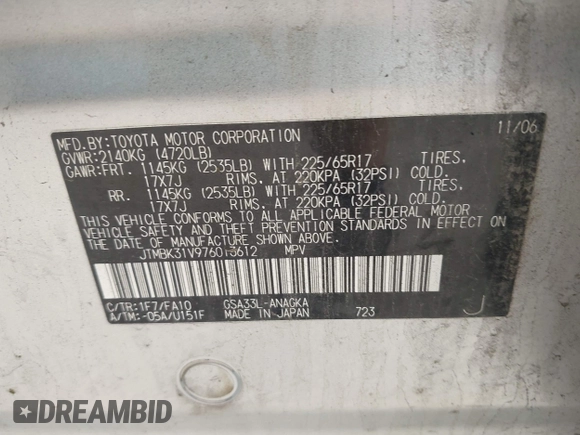 11/06
MFD.BY:TOYOTA MOTOR CORPORATION
GVWR:2140KG (4720LB)
GAWR:FRT. 1145KG (2535LB) WITH 225/65R17 TIRES,
17X7J RIMS, AT 220KPA (32PSI) COLD.
RR. 1145KG (2535LB) WITH 225/65R17 TIRES,
17X7J RIMS, AT 220KPA (32PSI) COLD.
THIS VEHICLE CONFORMS TO ALL APPLICABLE FEDERAL MOTOR
VEHICLE SAFETY AND THEFT PREVENTION STANDARDS IN EFFECT ON
THE DATE OF MANUFACTURE SHOWN ABOVE.
MPV
C/TR:1F7/FA10 GSA33L-ANAGKA
A/TM:-05A/U151F MADE IN JAPAN 723
J
DREAMBID